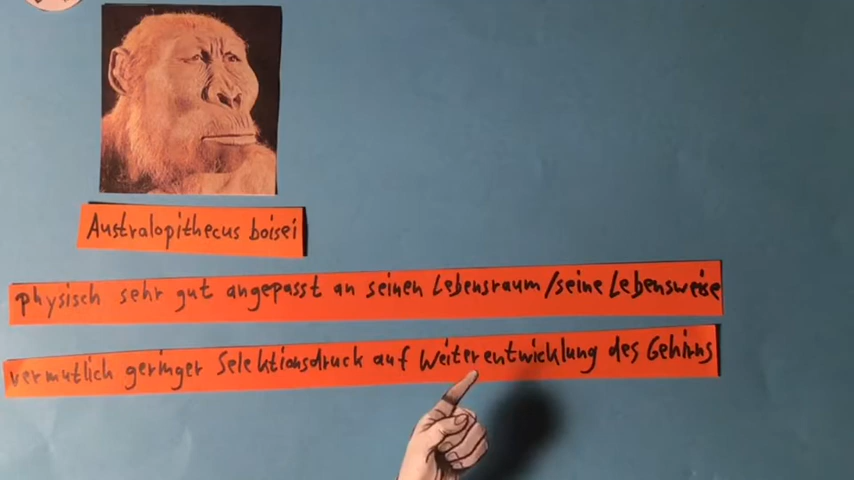 Australopithecus boisei
physisch sehr gut angepasst an seinen Lebensraum/seine Lebensweise
vermutlich geringer Selektionsdruck auf Weiterentwicklung des Gehirns